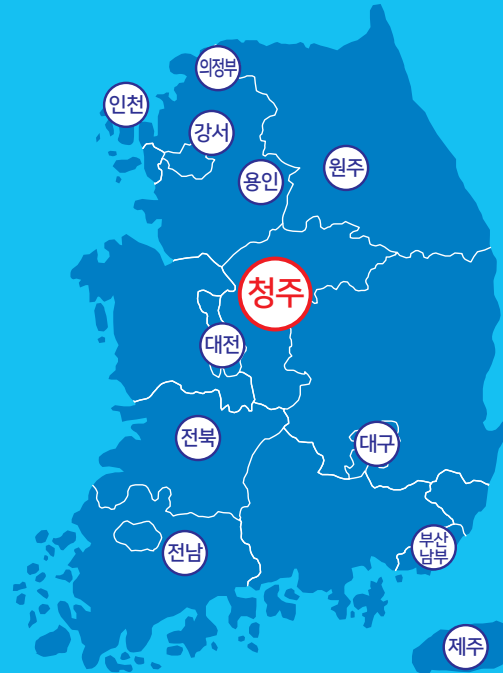 의정부
인천
강서
원주
용인
청주
대전
전북
대구
부산
남부
전남
제주